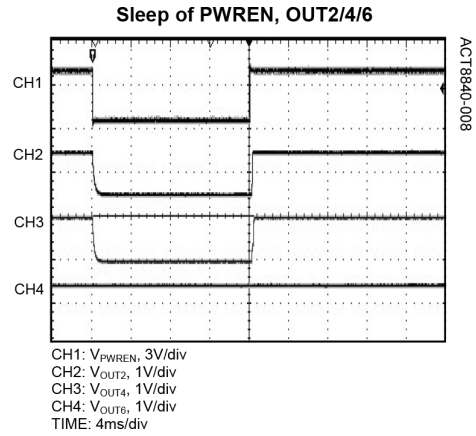 Sleep of PWREN, OUT2/4/6
ACT8840-008
CH1
CH2
CH3
CH4
CH1: VPWREN, 3V/div
CH2: VOUT2, 1V/div
CH3: VOUT4, 1V/div
CH4: VOUT6, 1V/div
TIME: 4ms/div